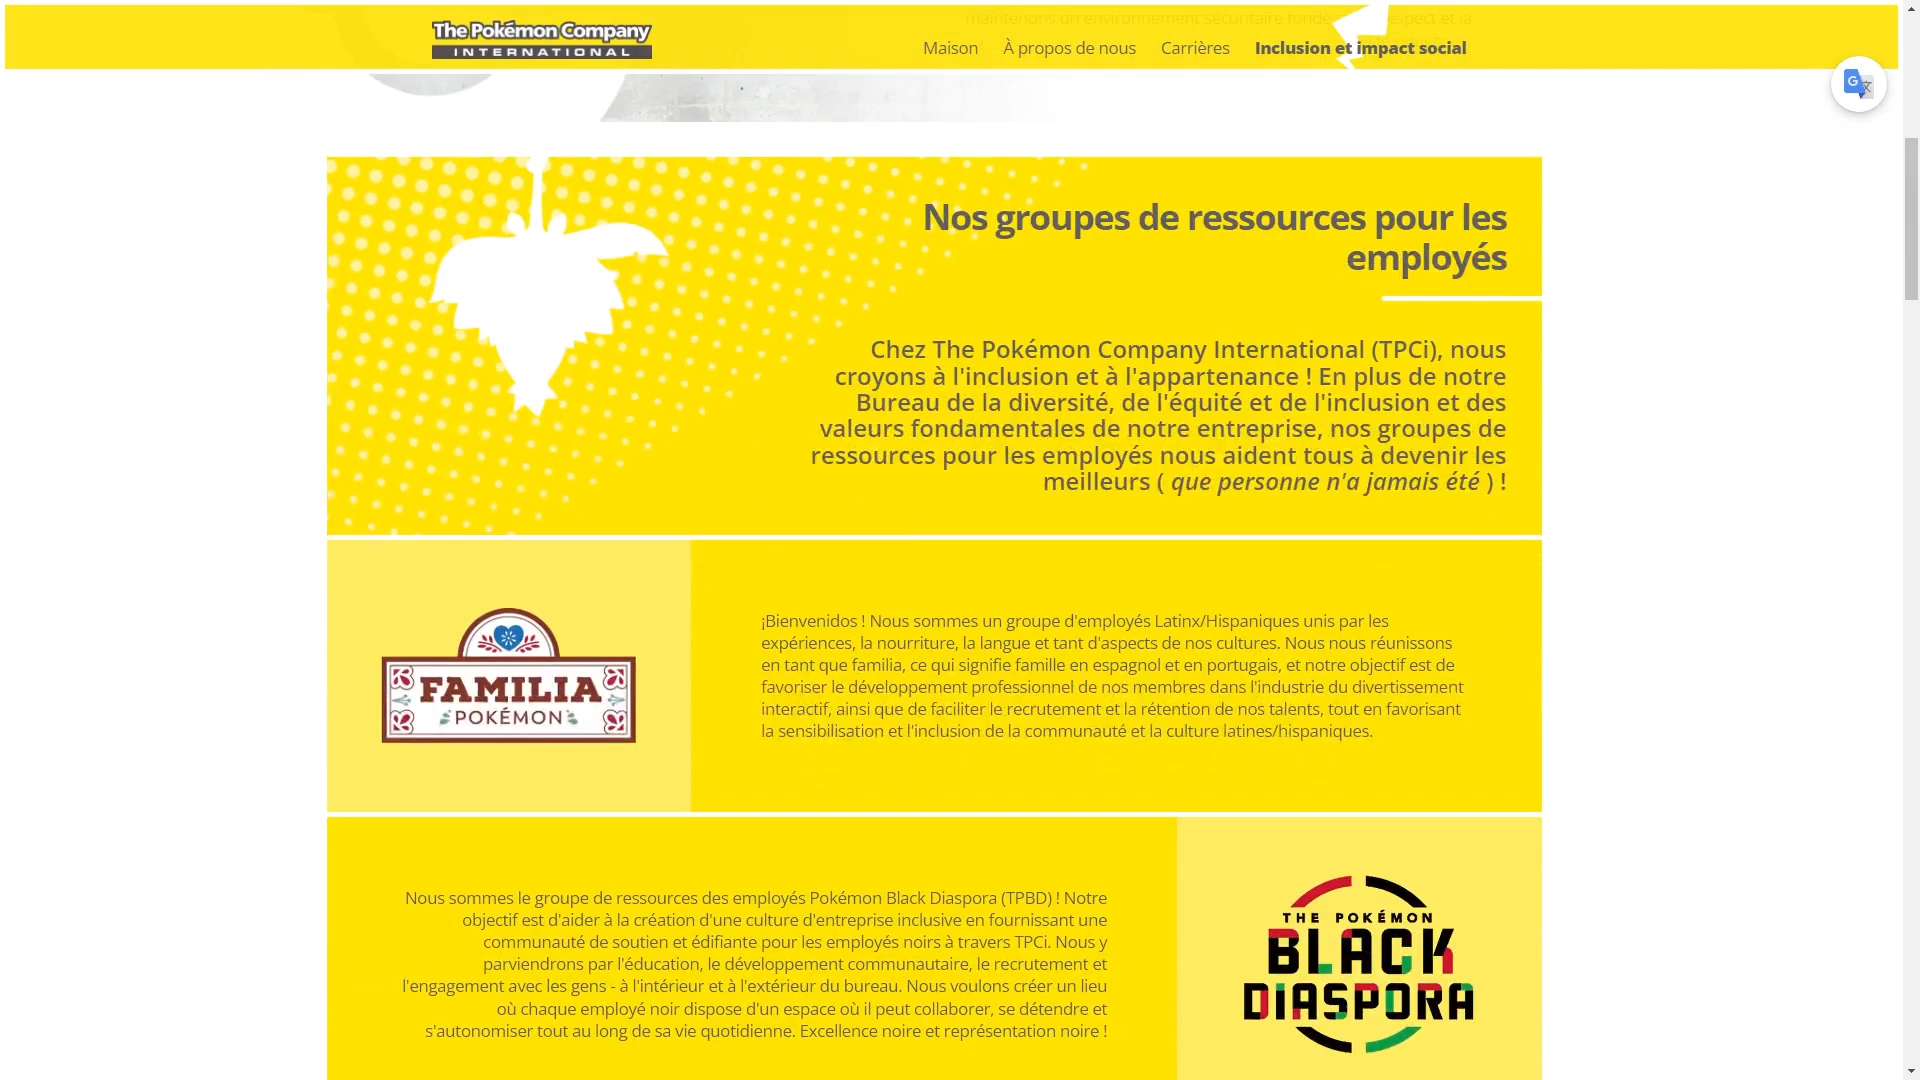 The Pokémon Company
INTERNATIONAL
maintenons un environnement sécuritaire fondé
Maison À propos de nous Carrières Inclusion et impact social
Nos groupes de ressources pour les
employés
Chez The Pokémon Company International (TPCi), nous
croyons à l'inclusion et à l'appartenance ! En plus de notre
Bureau de la diversité, de l'équité et de l'inclusion et des
valeurs fondamentales de notre entreprise, nos groupes de
ressources pour les employés nous aident tous à devenir les
meilleurs ( que personne n'a jamais été ) !
FAMILIA
POKÉMON
¡Bienvenidos ! Nous sommes un groupe d'employés Latinx/Hispaniques unis par les
expériences, la nourriture, la langue et tant d'aspects de nos cultures. Nous nous réunissons
en tant que familia, ce qui signifie famille en espagnol et en portugais, et notre objectif est de
favoriser le développement professionnel de nos membres dans l'industrie du divertissement
interactif, ainsi que de faciliter le recrutement et la rétention de nos talents, tout en favorisant
la sensibilisation et l'inclusion de la communauté et la culture latines/hispaniques.
Nous sommes le groupe de ressources des employés Pokémon Black Diaspora (TPBD) ! Notre
objectif est d'aider à la création d'une culture d'entreprise inclusive en fournissant une
communauté de soutien et édifiante pour les employés noirs à travers TPCi. Nous y
parviendrons par l'éducation, le développement communautaire, le recrutement et
l'engagement avec les gens - à l'intérieur et à l'extérieur du bureau. Nous voulons créer un lieu
où chaque employé noir dispose d'un espace où il peut collaborer, se détendre et
s'autonomiser tout au long de sa vie quotidienne. Excellence noire et représentation noire !
THE POKÉMON
BLACK
DIASPORA